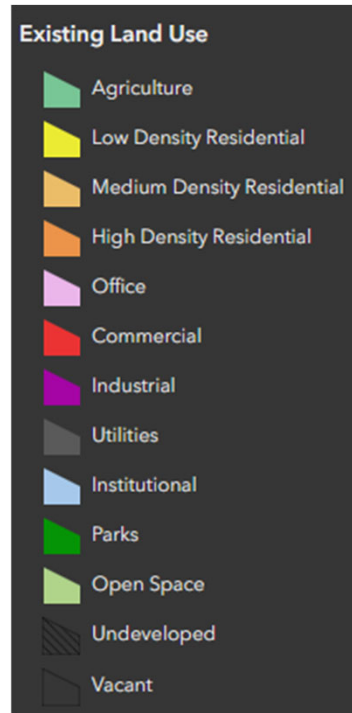 Existing Land Use
Agriculture
Low Density Residential
Medium Density Residential
High Density Residential
Office
Commercial
Industrial
Utilities
Institutional
Parks
Open Space
Undeveloped
Vacant